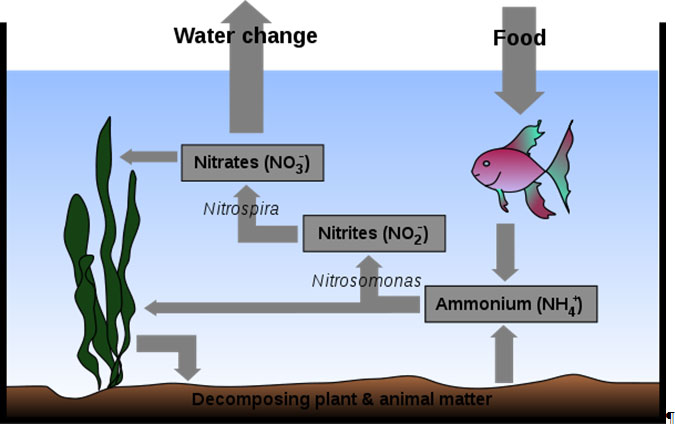 Water change
Food
Nitrates (NO₃⁻)
Nitrospira
Nitrites (NO₂⁻)
Nitrosomonas
Ammonium (NH₄⁺)
Decomposing plant & animal matter
¶